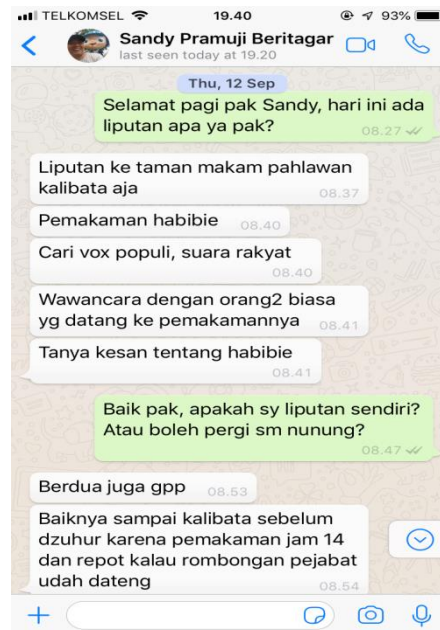 TELKOMSEL 19.40 93%
Sandy Pramuji Beritagar
last seen today at 19.20
Thu, 12 Sep
Selamat pagi pak Sandy, hari ini ada
liputan apa ya pak?
08.27
Liputan ke taman makam pahlawan
kalibata aja
08.37
Pemakaman habibie 08.40
Cari vox populi, suara rakyat
08.40
Wawancara dengan orang2 biasa
yg datang ke pemakamannya 08.41
Tanya kesan tentang habibie
08.41
Baik pak, apakah sy liputan sendiri?
Atau boleh pergi sm nunung?
08.47
Berdua juga gpp 08.53
Baiknya sampai kalibata sebelum
dzuhur karena pemakaman jam 14
dan repot kalau rombongan pejabat
udah dateng 08.54